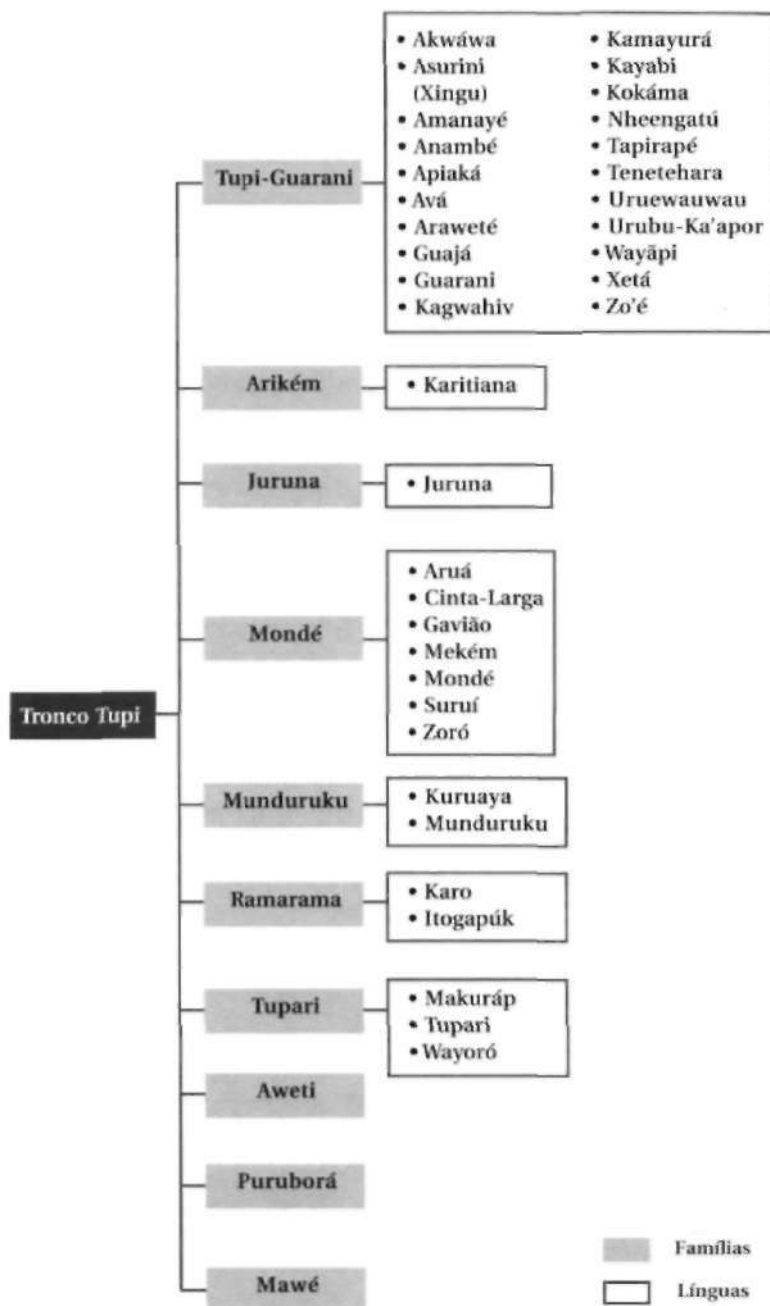 Tronco Tupi
Tupi-Guarani
• Akwáwa
• Asurini
(Xingu)
• Amanayé
• Anambé
• Apiaká
• Avá
• Araweté
• Guajá
• Guarani
• Kagwahiv
• Kamayurá
• Kayabi
• Kokáma
• Nheengatú
• Tapirapé
• Tenetehara
• Uruewauwau
• Urubu-Ka'apor
• Wayãpi
• Xetá
• Zo'é
Arikém
• Karitiana
Juruna
• Juruna
Mondé
• Aruá
• Cinta-Larga
• Gavião
• Mekém
• Mondé
• Suruí
• Zoró
Munduruku
• Kuruaya
• Munduruku
Ramarama
• Karo
• Itogapúk
Tupari
• Makuráp
• Tupari
• Wayoró
Aweti
Puruborá
Mawé
Famílias
Línguas